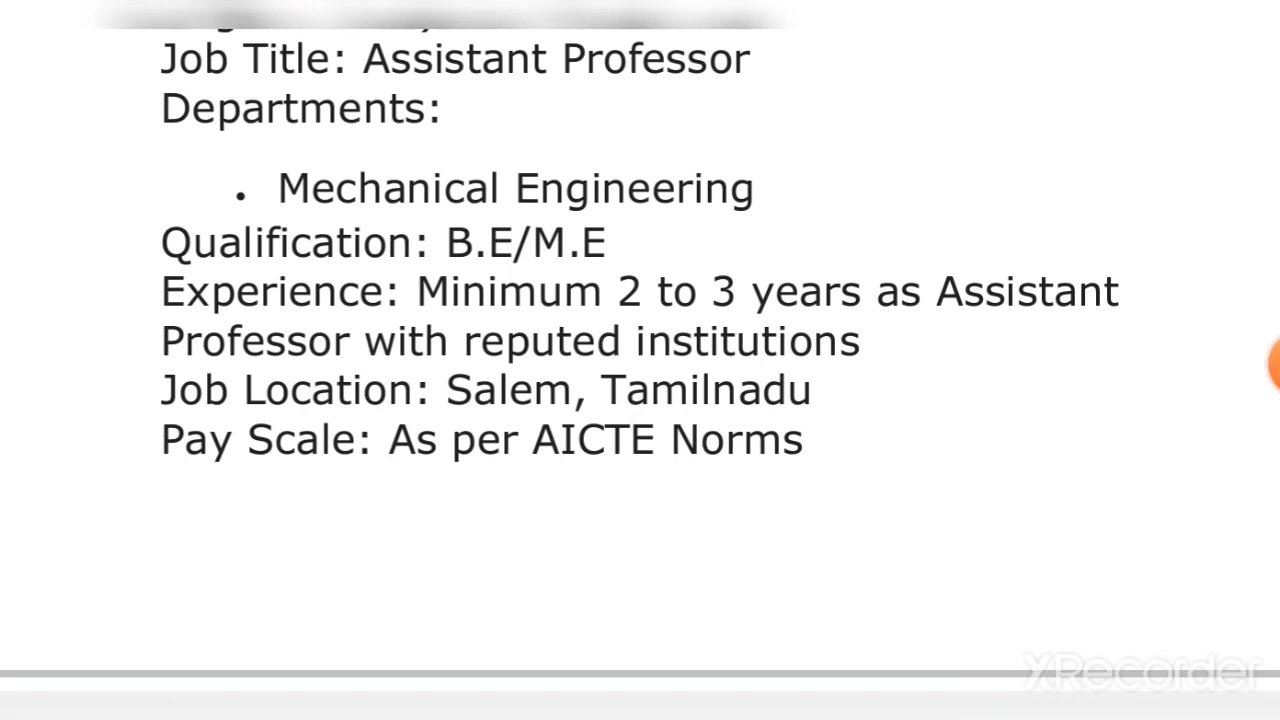 Job Title: Assistant Professor
Departments:
• Mechanical Engineering
Qualification: B.E/M.E
Experience: Minimum 2 to 3 years as Assistant
Professor with reputed institutions
Job Location: Salem, Tamilnadu
Pay Scale: As per AICTE Norms
XRecorder